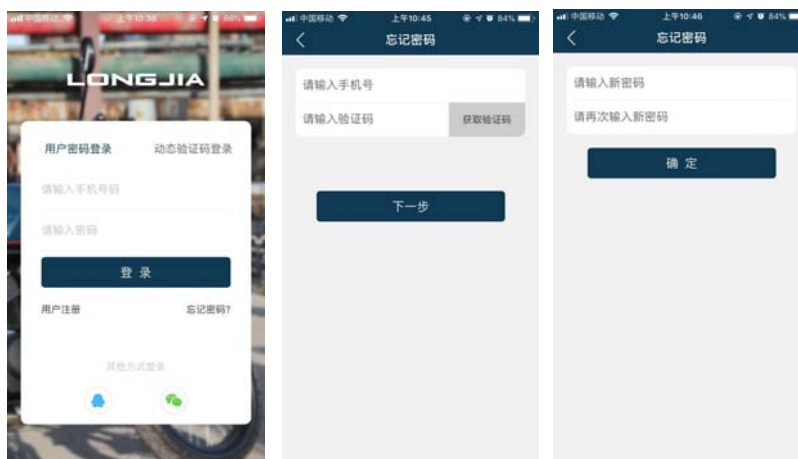 中国移动 上午10:36 86%
LONGJIA
用户密码登录 动态验证码登录
请输入手机号码
请输入密码
登 录
用户注册 忘记密码?
其他方式登录
中国移动 上午10:45 84%
忘记密码
请输入手机号
请输入验证码 获取验证码
下一步
中国移动 上午10:46 84%
忘记密码
请输入新密码
请再次输入新密码
确 定